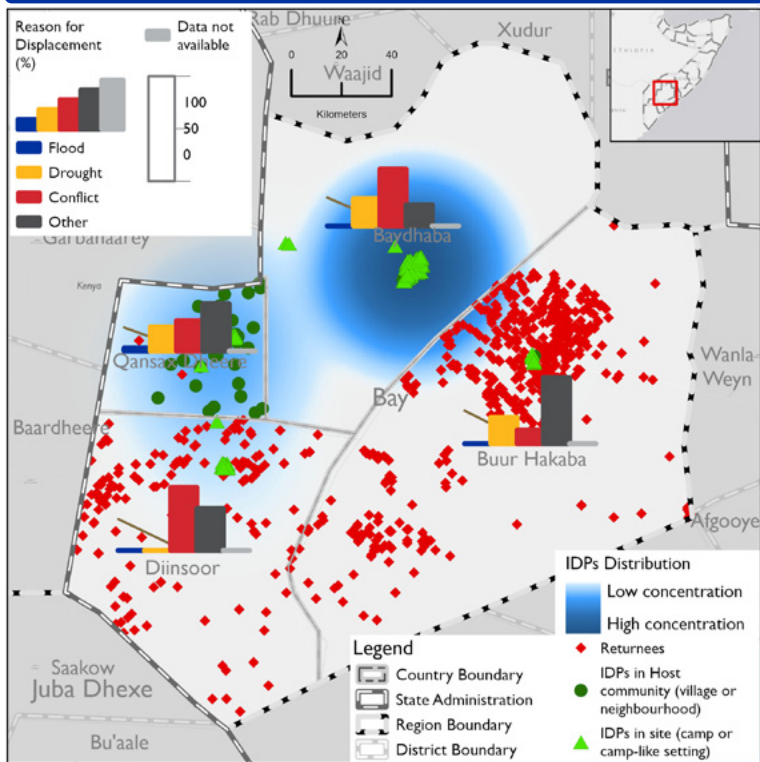 Reason for
Displacement
(%)
Data not
available
100
50
0
Flood
Drought
Conflict
Other
Rab Dhuure
N
0 20 40
Waajid
Kilometers
Xudur
ETHIOPIA
Garbahaarey
Kenya
Baydhaba
Qansax Dheere
Bay
Wanla-
Weyn
Baardheere
Buur Hakaba
Afgooye
Diinsoor
Saakow
Juba Dhexe
Bu'aale
Legend
Country Boundary
State Administration
Region Boundary
District Boundary
IDPs Distribution
Low concentration
High concentration
Returnees
IDPs in Host
community (village or
neighbourhood)
IDPs in site (camp or
camp-like setting)